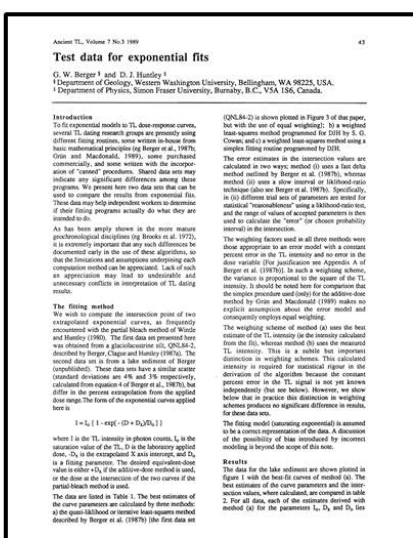 Ancient TL, Volume 7 No.3 1989
43
Test data for exponential fits
G. W. Berger ¹ and D. J. Huntley ²
¹ Department of Geology, Western Washington University, Bellingham, WA 98225, USA.
² Department of Physics, Simon Fraser University, Burnaby, B.C., V5A 1S6, Canada.
Introduction
To fit exponential models to TL dose-response curves,
several TL dating research groups are presently using
different fitting routines, some written in-house from
basic mathematical principles (eg Berger et al., 1987b;
Grün and Macdonald, 1989), some purchased
commercially, and some written with the incorpor-
ation of "canned" procedures. Shared data sets may
indicate any significant differences among these
programs. We present here two data sets that can be
used to compare the results from exponential fits.
These data may help independent workers to determine
if their fitting programs actually do what they are
intended to do.
As has been amply shown in the more mature
geochronological disciplines (eg Brooks et al. 1972),
it is extremely important that any such differences be
documented early in the use of these algorithms, so
that the limitations and assumptions underpinning each
computation method can be appreciated. Lack of such
an appreciation may lead to undesirable and
unnecessary conflicts in interpretation of TL dating
results.
The fitting method
We wish to compare the intersection point of two
extrapolated exponential curves, as frequently
encountered with the partial bleach method of Wintle
and Huntley (1980). The first data set presented here
was obtained from a glaciolacustrine silt, QNL84-2,
described by Berger, Clague and Huntley (1987a). The
second data set is from a lake sediment of Berger
(unpublished). These data sets have a similar scatter
(standard deviations are 4% and 3% respectively,
calculated from equation 4 of Berger et al., 1987b), but
differ in the percent extrapolation from the applied
dose range. The form of the exponential curves applied
here is
I = I₀ { 1 - exp[ - (D + Dₐ)/D₀] }
where I is the TL intensity in photon counts, I₀ is the
saturation value of the TL, D is the laboratory applied
dose, -Dₐ is the extrapolated X axis intercept, and D₀
is a fitting parameter. The desired equivalent-dose
value is either +Dₐ if the additive-dose method is used,
or the dose at the intersection of the two curves if the
partial-bleach method is used.
The data are listed in Table 1. The best estimates of
the curve parameters are calculated by three methods:
a) the quasi-likelihood or iterative least-squares method
described by Berger et al. (1987b) (the first data set
(QNL84-2) is shown plotted in Figure 3 of that paper,
but with the use of equal weighting); b) a weighted
least-squares method programmed for DJH by S. G.
Cowan; and c) a weighted least-squares method using a
simplex fitting routine programmed by DJH.
The error estimates in the intersection values are
calculated in two ways; method (i) uses a fast delta
method outlined by Berger et al. (1987b), whereas
method (ii) uses a slow interval or likelihood-ratio
technique (also see Berger et al. 1987b). Specifically,
in (ii) different trial sets of parameters are tested for
statistical "reasonableness" using a likelihood-ratio test,
and the range of values of accepted parameters is then
used to calculate the "error" (or chosen probability
interval) in the intersection.
The weighting factors used in all three methods were
those appropriate to an error model with a constant
percent error in the TL intensity and no error in the
dose variable [For justification see Appendix A of
Berger et al. (1987b)]. In such a weighting scheme,
the variance is proportional to the square of the TL
intensity. It should be noted here for comparison that
the simplex procedure used (only) for the additive-dose
method by Grün and Macdonald (1989) makes no
explicit assumption about the error model and
consequently employs equal weighting.
The weighting scheme of method (a) uses the best
estimate of the TL intensity (ie the intensity calculated
from the fit), whereas method (b) uses the measured
TL intensity. This is a subtle but important
distinction in weighting schemes. This calculated
intensity is required for statistical rigour in the
derivation of the algorithm because the constant
percent error in the TL signal is not yet known
independently (but see below). However, we show
below that in practice this distinction in weighting
schemes produces no significant difference in results,
for these data sets.
The fitting model (saturating exponential) is assumed
to be a correct representation of the data. A discussion
of the possibility of bias introduced by incorrect
modeling is beyond the scope of this note.
Results
The data for the lake sediment are shown plotted in
figure 1 with the best-fit curves of method (a). The
best estimates of the curve parameters and the inter-
section values, where calculated, are compared in table
2. For all data, each of the estimates derived with
method (a) for the parameters I₀, Dₐ and D₀ lies